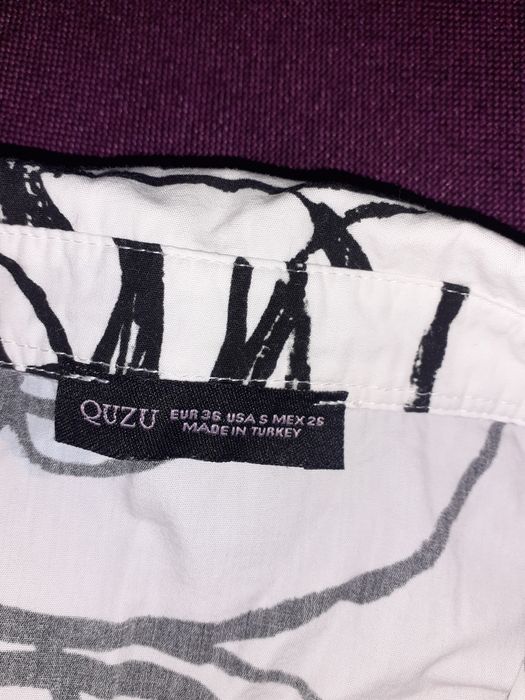 QUZU EUR 36 USA S MEX 26
MADE IN TURKEY